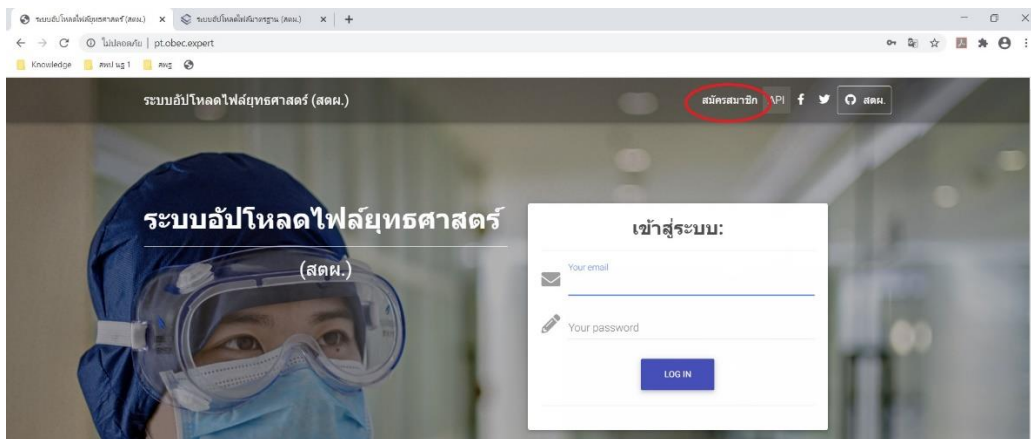 ระบบอัปโหลดไฟล์ยุทธศาสตร์ (สตผ.)
ระบบอัปโหลดไฟล์มาตรฐาน (สตผ.)
ไม่ปลอดภัย | pt.obec.expert
Knowledge
ระบบอัปโหลดไฟล์ยุทธศาสตร์ (สตผ.)
สมัครสมาชิก API สตผ.
ระบบอัปโหลดไฟล์ยุทธศาสตร์
(สตผ.)
เข้าสู่ระบบ:
Your email
Your password
LOG IN